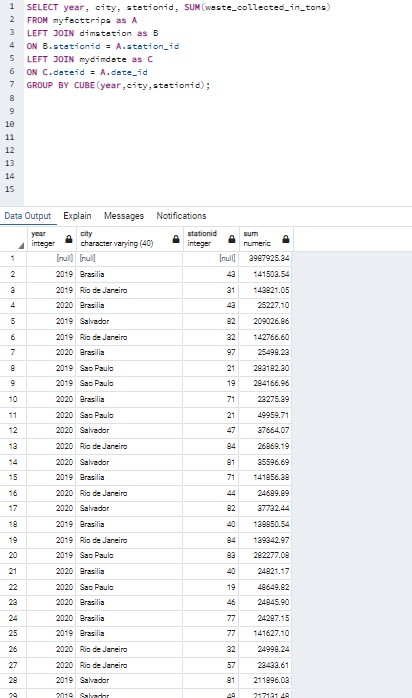 1 SELECT year, city, stationid, SUM(waste_collected_in_tons)
2 FROM myfacttrips as A
3 LEFT JOIN dimstation as B
4 ON B.stationid = A.station_id
5 LEFT JOIN mydimdate as C
6 ON C.dateid = A.date_id
7 GROUP BY CUBE(year,city,stationid);
8
9
10
11
12
13
14
15
Data Output Explain Messages Notifications
year integer city character varying (40) stationid integer sum numeric
1 [null] [null] [null] 3987925.34
2 2019 Brasilia 43 141503.54
3 2019 Rio de Janeiro 31 143821.05
4 2020 Brasilia 43 25227.10
5 2019 Salvador 82 209026.86
6 2019 Rio de Janeiro 32 142766.60
7 2020 Brasilia 97 25498.23
8 2019 Sao Paulo 21 283182.30
9 2019 Sao Paulo 19 284166.96
10 2020 Brasilia 71 23275.39
11 2020 Sao Paulo 21 49959.71
12 2020 Salvador 47 37664.07
13 2020 Rio de Janeiro 84 26869.19
14 2020 Salvador 81 35596.69
15 2019 Brasilia 71 141856.38
16 2020 Rio de Janeiro 44 24689.89
17 2020 Salvador 82 37732.44
18 2019 Brasilia 40 138850.54
19 2019 Rio de Janeiro 84 139342.97
20 2019 Sao Paulo 83 282277.08
21 2020 Brasilia 40 24821.17
22 2020 Sao Paulo 19 48649.82
23 2020 Brasilia 46 24845.90
24 2020 Brasilia 77 24287.15
25 2019 Brasilia 77 141627.10
26 2020 Rio de Janeiro 32 24998.24
27 2020 Rio de Janeiro 57 23433.61
28 2019 Salvador 81 211896.03
29 2019 Salvador 48 217131.48